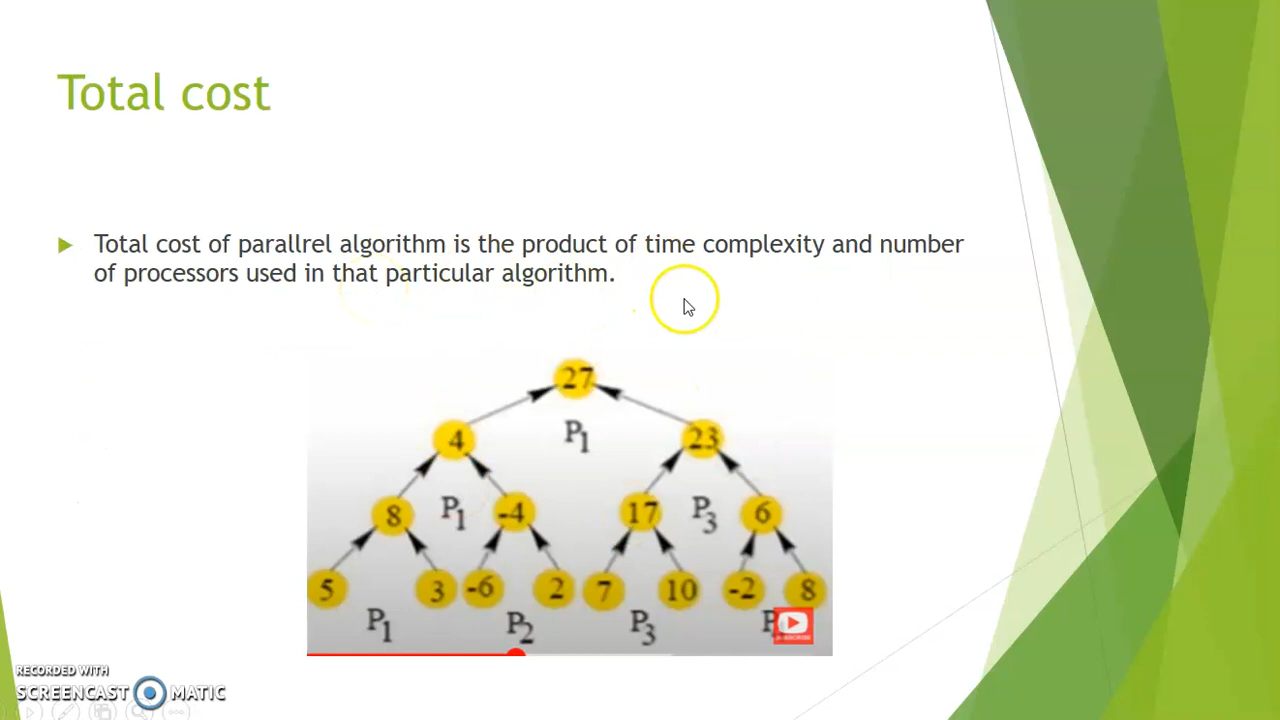 Total cost
Total cost of parallrel algorithm is the product of time complexity and number
of processors used in that particular algorithm.
27
4 P1 23
8 P1 -4 17 P3 6
5 3 -6 2 7 10 -2 8
P1 P2 P3
RECORDED WITH
SCREENCAST MATIC